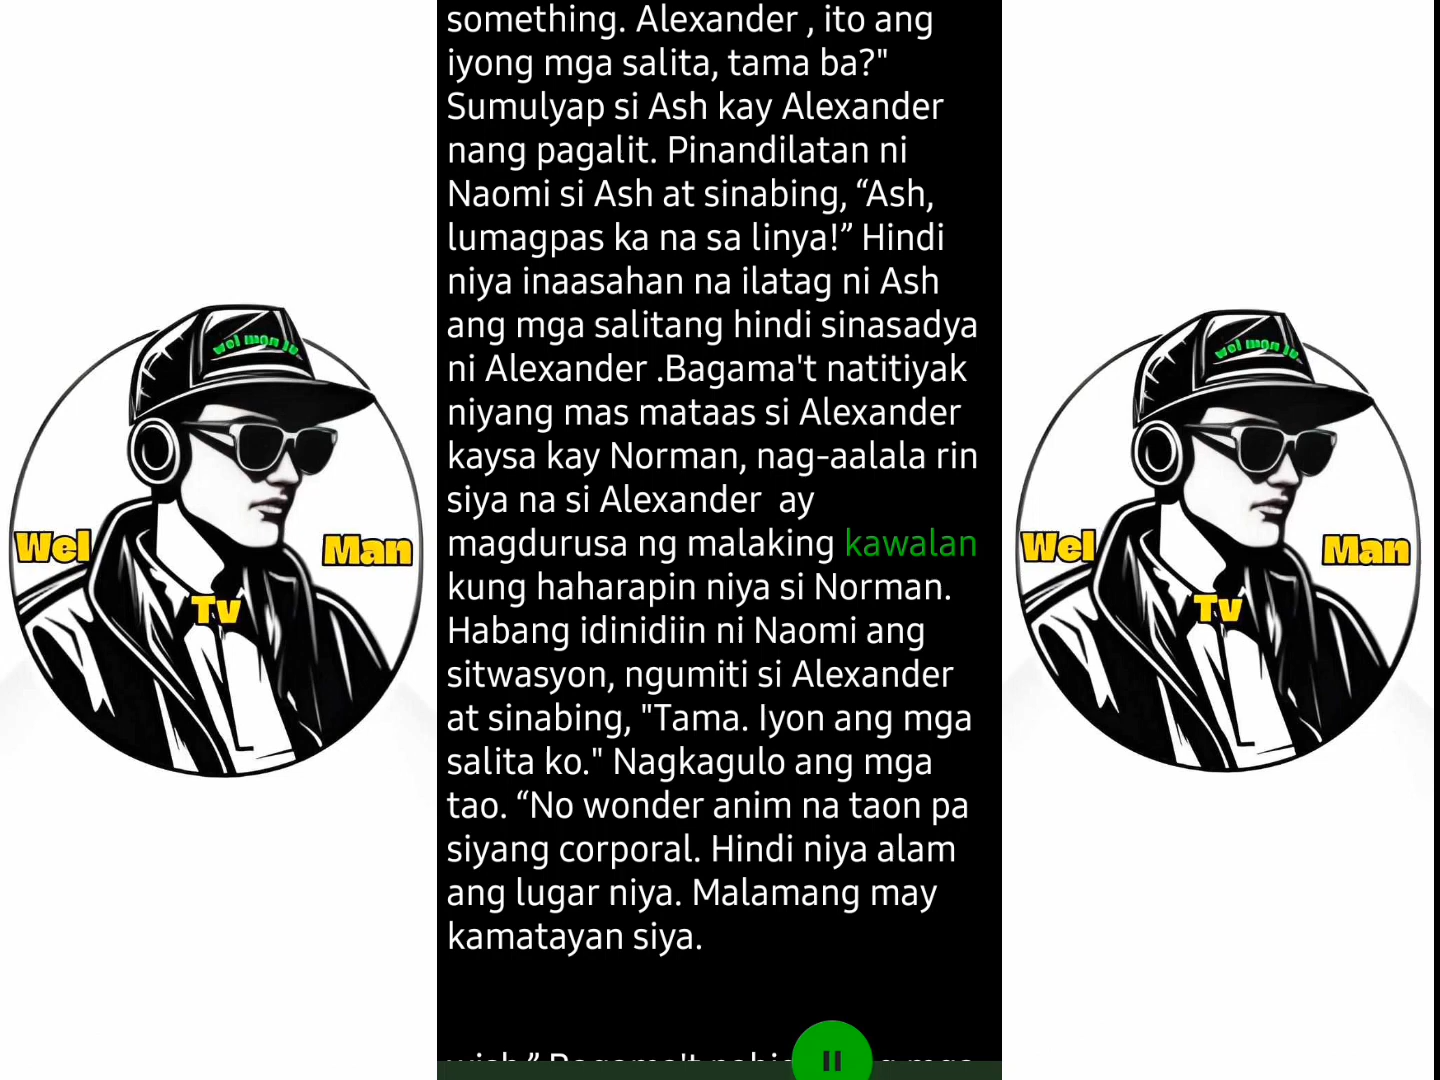 something. Alexander , ito ang
iyong mga salita, tama ba?"
Sumulyap si Ash kay Alexander
nang pagalit. Pinandilatan ni
Naomi si Ash at sinabing, “Ash,
lumagpas ka na sa linya!” Hindi
niya inaasahan na ilatag ni Ash
ang mga salitang hindi sinasadya
ni Alexander .Bagama't natitiyak
niyang mas mataas si Alexander
kaysa kay Norman, nag-aalala rin
siya na si Alexander  ay
magdurusa ng malaking kawalan
kung haharapin niya si Norman.
Habang idinidiin ni Naomi ang
sitwasyon, ngumiti si Alexander
at sinabing, "Tama. Iyon ang mga
salita ko." Nagkagulo ang mga
tao. “No wonder anim na taon pa
siyang corporal. Hindi niya alam
ang lugar niya. Malamang may
kamatayan siya.
wel man tv
Wel
Man
Tv
wel man tv
Wel
Man
Tv